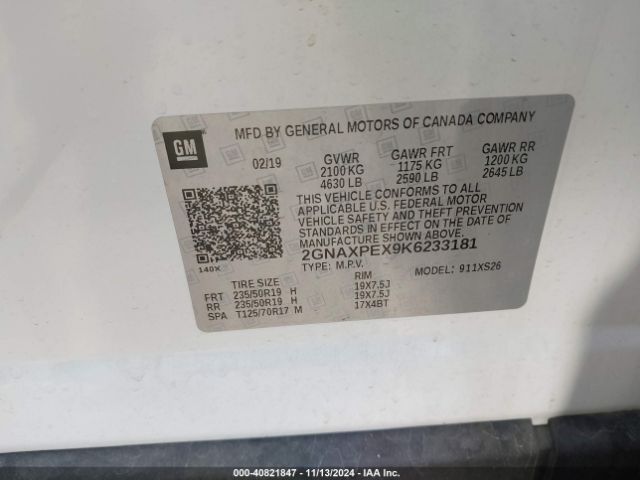 GM
MFD BY GENERAL MOTORS OF CANADA COMPANY
02/19 GVWR GAWR FRT GAWR RR
2100 KG 1175 KG 1200 KG
4630 LB 2590 LB 2645 LB
THIS VEHICLE CONFORMS TO ALL
APPLICABLE U.S. FEDERAL MOTOR
VEHICLE SAFETY AND THEFT PREVENTION
STANDARDS IN EFFECT ON THE DATE OF
MANUFACTURE SHOWN ABOVE.
140X 2GNAXPEX9K6233181
TYPE: M.P.V. MODEL: 911XS26
TIRE SIZE RIM
FRT 235/50R19 H 19X7.5J
RR 235/50R19 H 19X7.5J
SPA T125/70R17 M 17X4BT
000-40821847 - 11/13/2024 - IAA Inc.